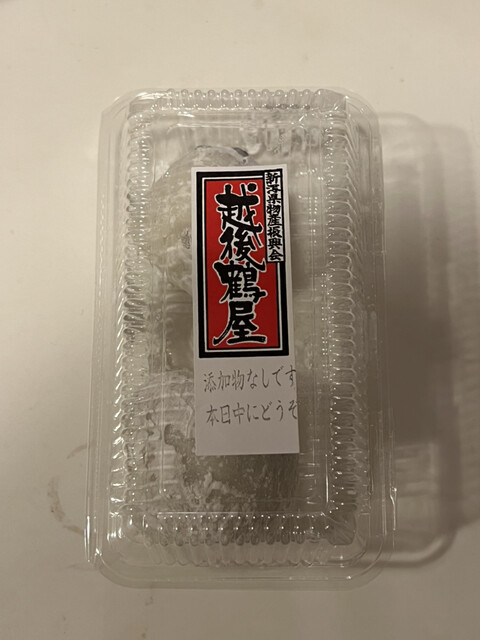 新潟県物産振興会
越後鶴屋
添加物なしです
本日中にどうぞ